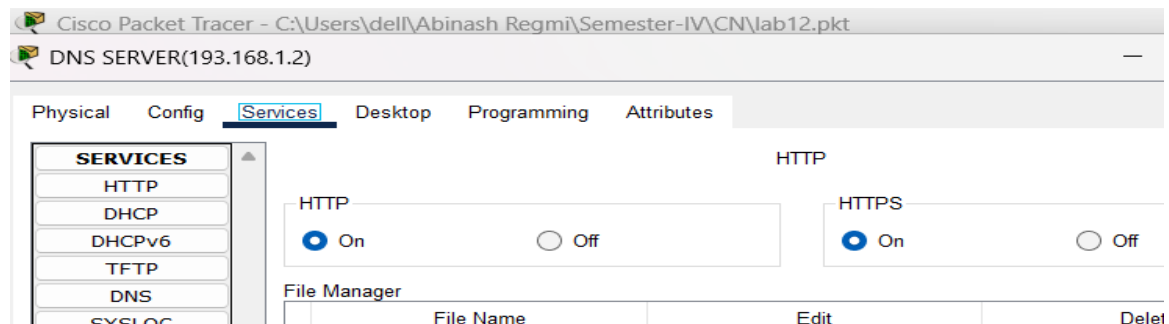 Cisco Packet Tracer - C:\Users\dell\Abinash Regmi\Semester-IV\CN\lab12.pkt
DNS SERVER(193.168.1.2)
Physical Config Services Desktop Programming Attributes
SERVICES
HTTP
DHCP
DHCPv6
TFTP
DNS
SYSLOG
HTTP
HTTP
On Off
HTTPS
On Off
File Manager
File Name Edit Delet